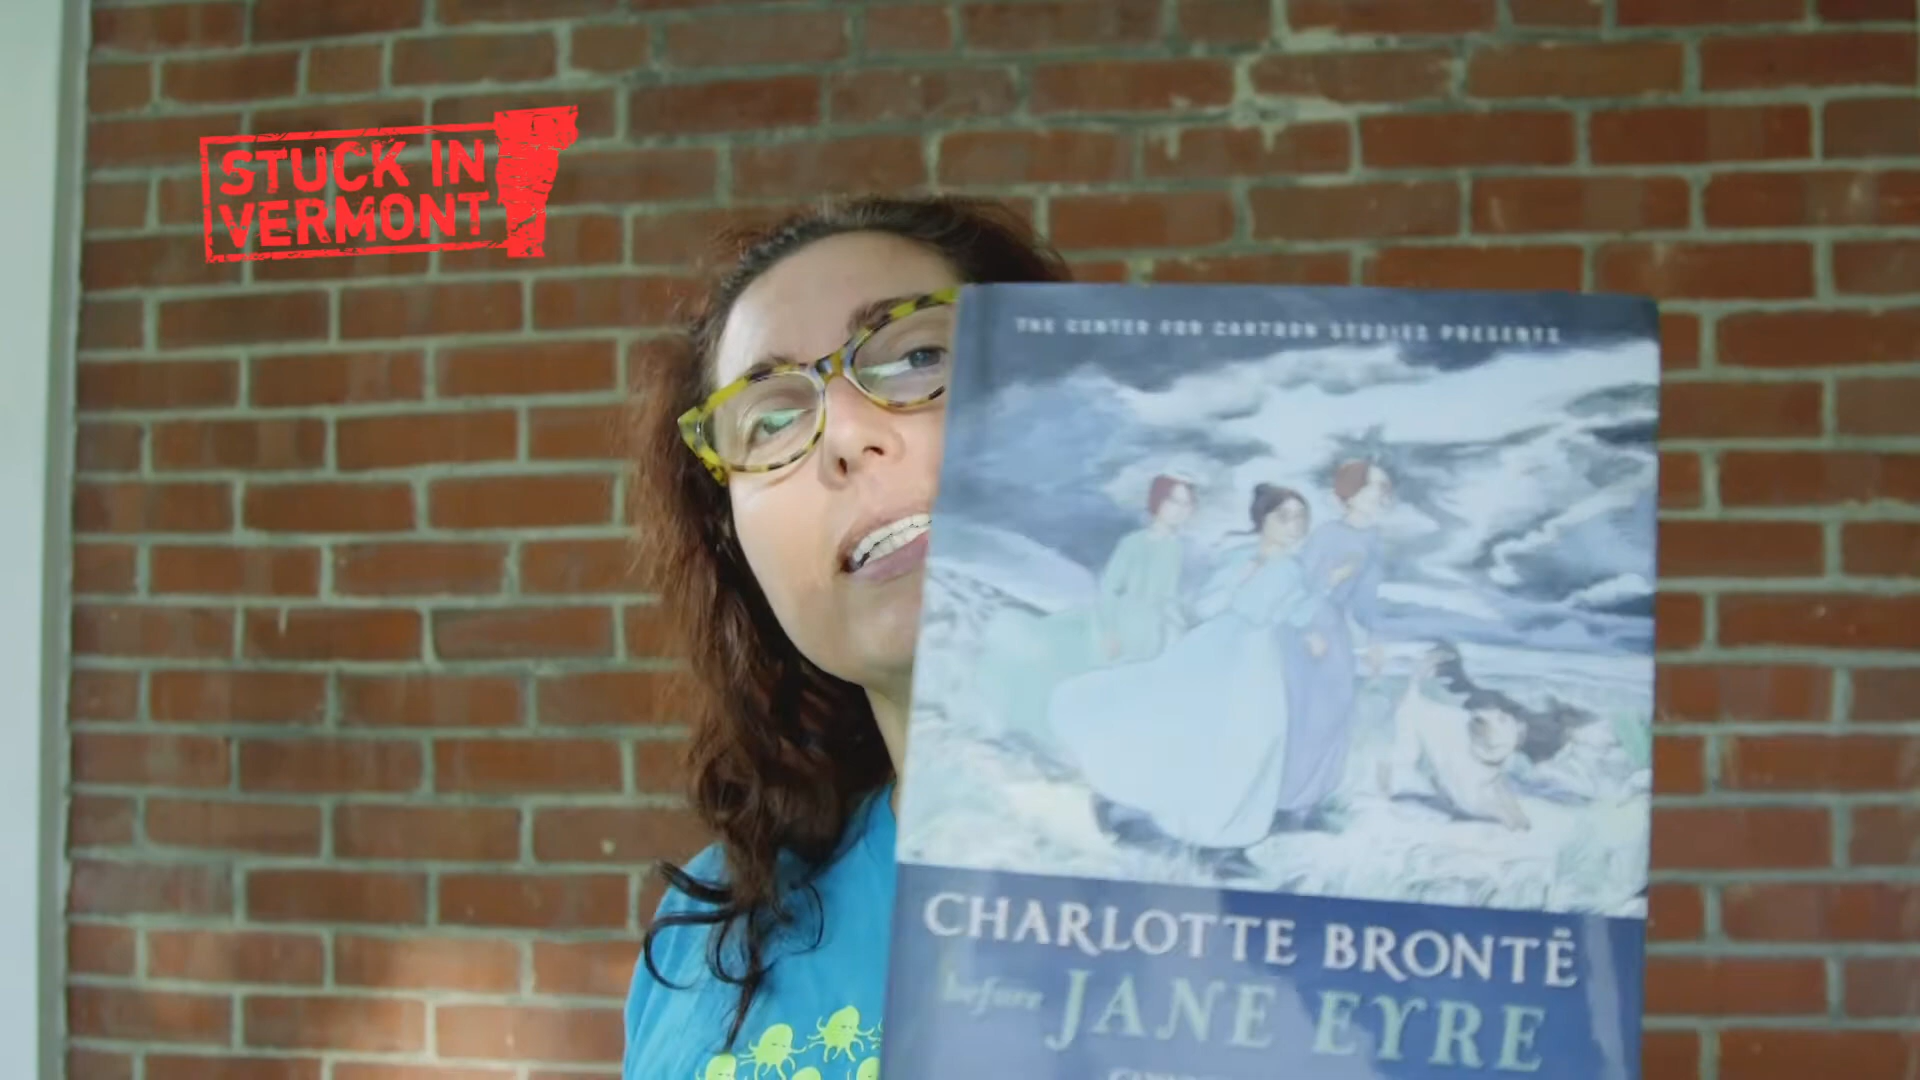 STUCK IN
VERMONT
THE CENTER FOR CARTOON STUDIES PRESENTS
CHARLOTTE BRONTË
before JANE EYRE